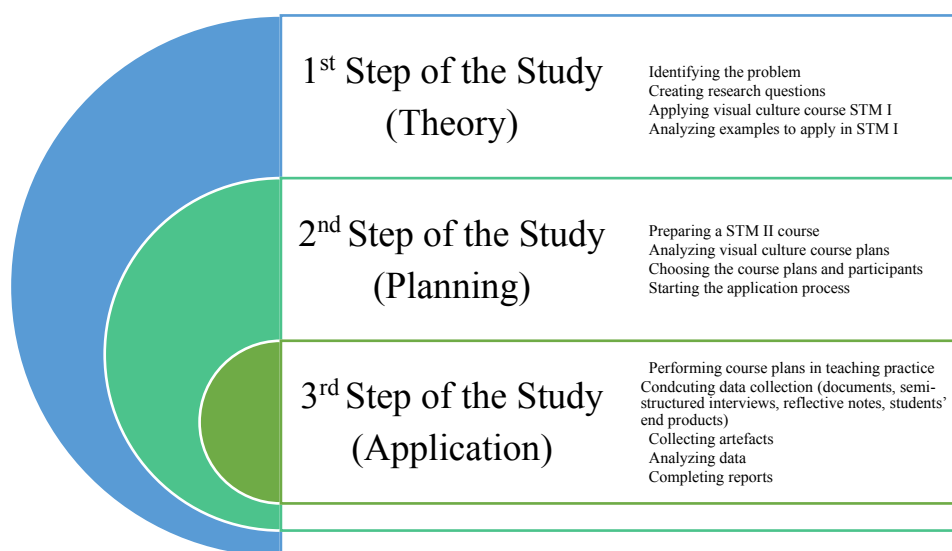 1st Step of the Study
(Theory)
Identifying the problem
Creating research questions
Applying visual culture course STM I
Analyzing examples to apply in STM I
2nd Step of the Study
(Planning)
Preparing a STM II course
Analyzing visual culture course plans
Choosing the course plans and participants
Starting the application process
3rd Step of the Study
(Application)
Performing course plans in teaching practice
Condcuting data collection (documents, semi-
structured interviews, reflective notes, students’
end products)
Collecting artefacts
Analyzing data
Completing reports